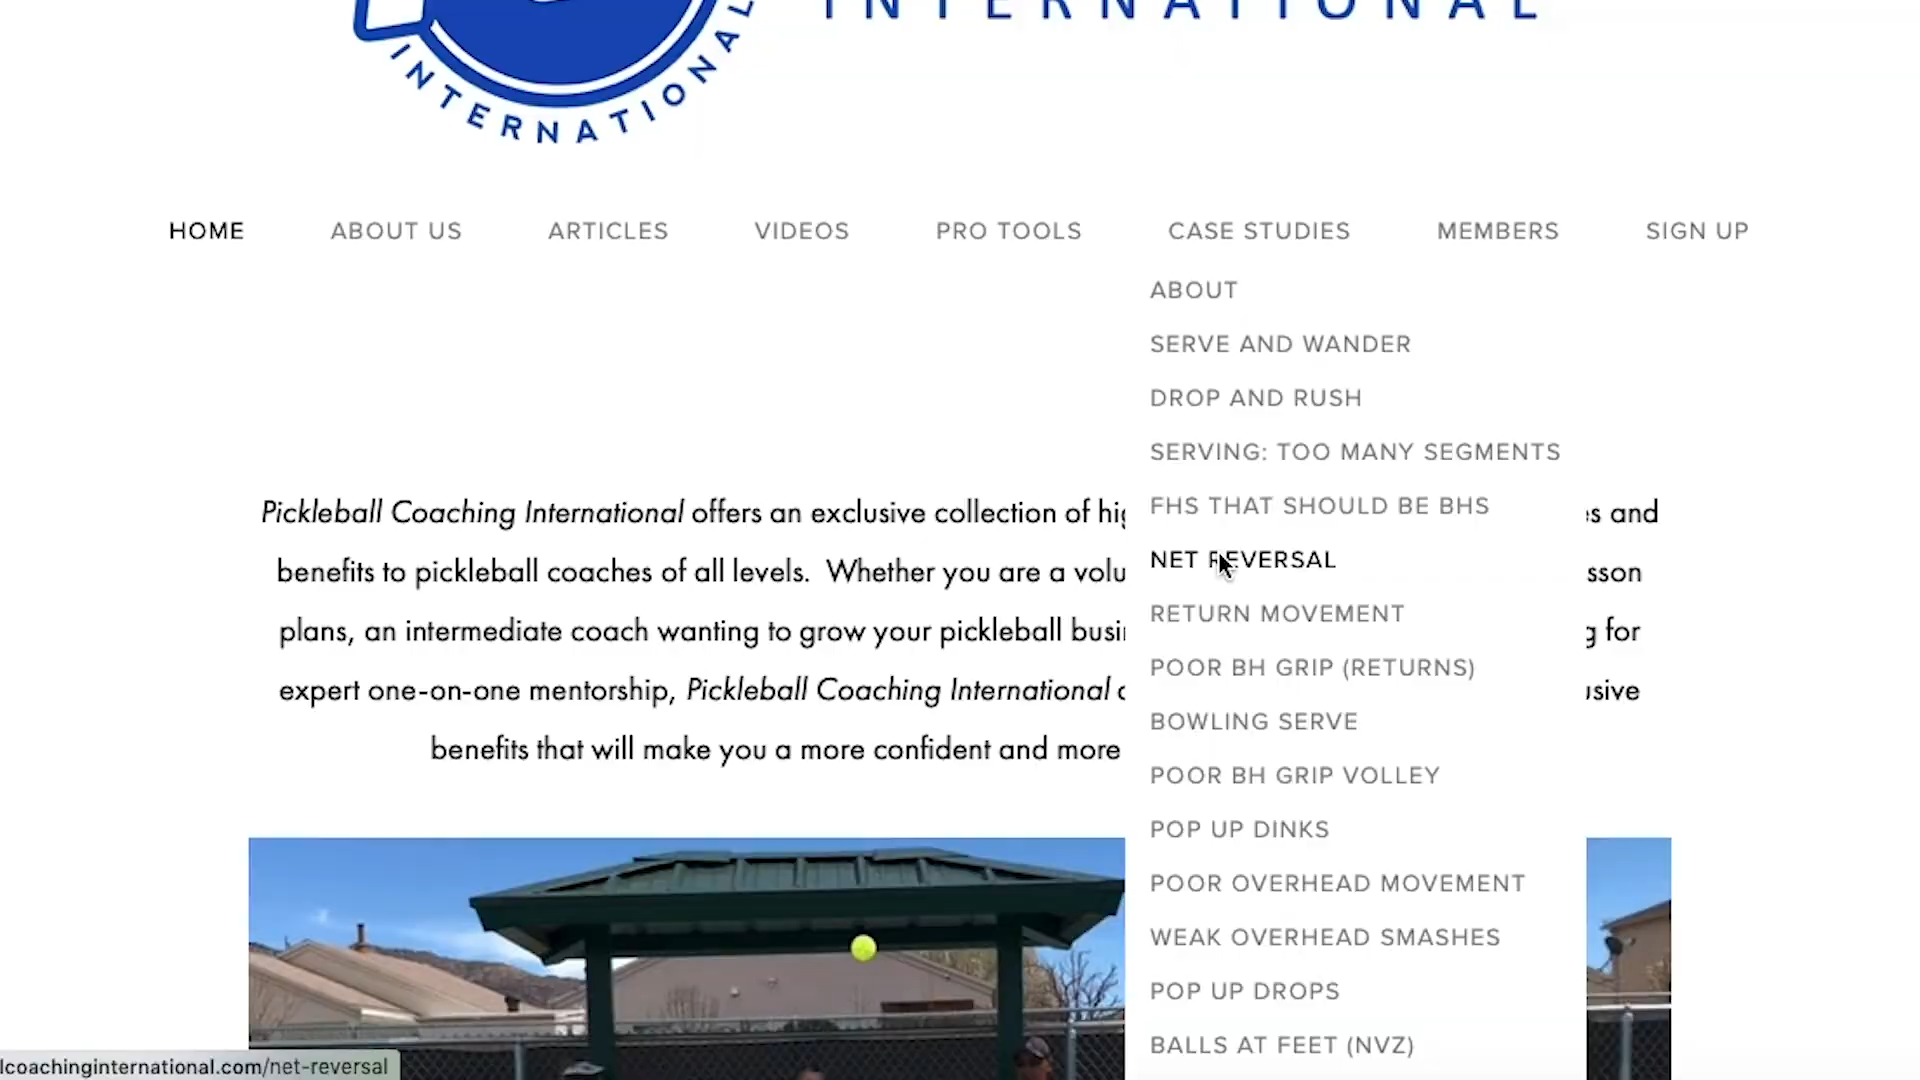 INTERNATIONAL
INTERNATIONAL
HOME ABOUT US ARTICLES VIDEOS PRO TOOLS CASE STUDIES MEMBERS SIGN UP
ABOUT
SERVE AND WANDER
DROP AND RUSH
SERVING: TOO MANY SEGMENTS
FHS THAT SHOULD BE BHS
NET REVERSAL
RETURN MOVEMENT
POOR BH GRIP (RETURNS)
BOWLING SERVE
POOR BH GRIP VOLLEY
POP UP DINKS
POOR OVERHEAD MOVEMENT
WEAK OVERHEAD SMASHES
POP UP DROPS
BALLS AT FEET (NVZ)
Pickleball Coaching International offers an exclusive collection of and
benefits to pickleball coaches of all levels. Whether you are a
plans, an intermediate coach wanting to grow your pickleball for
expert one-on-one mentorship, Pickleball Coaching International
benefits that will make you a more confident and more
lcoachinginternational.com/net-reversal